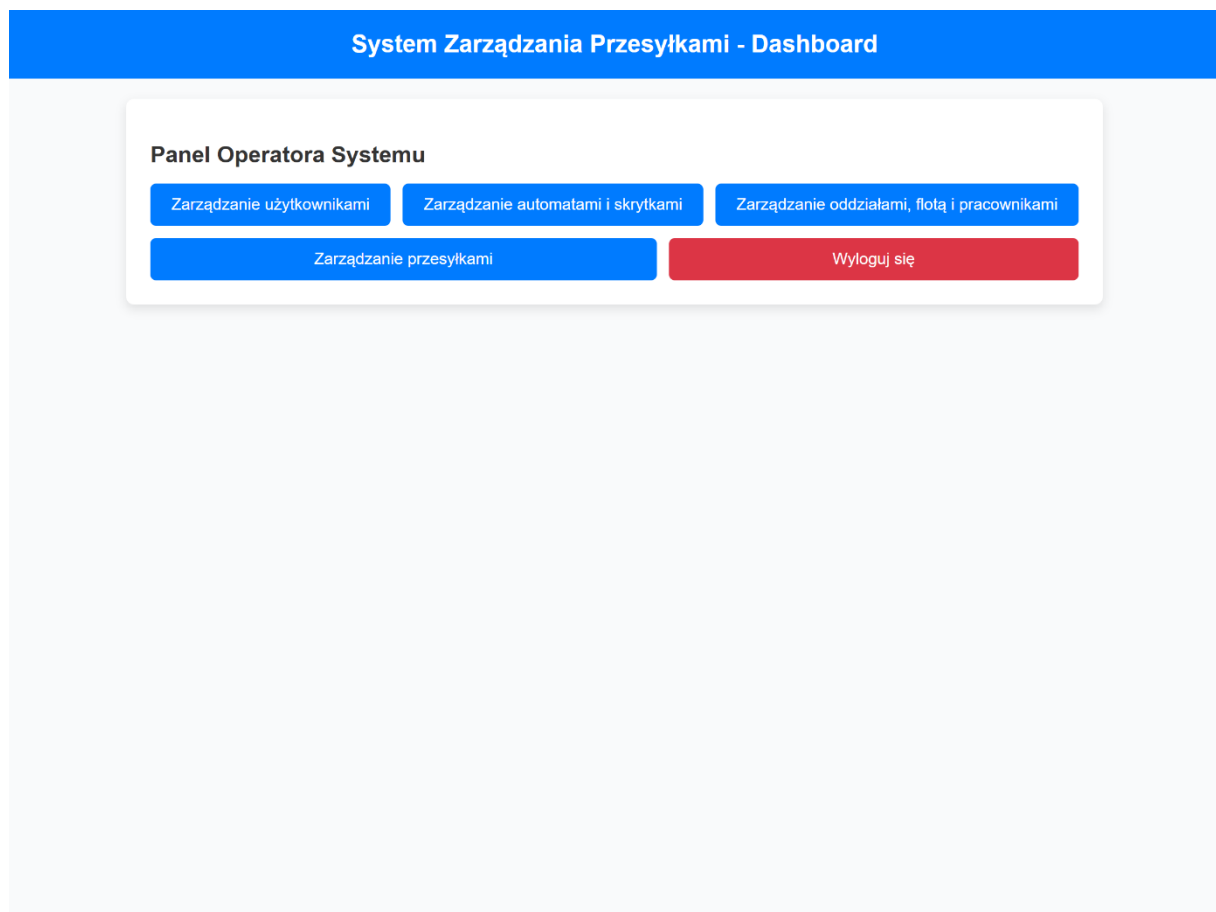 System Zarządzania Przesyłkami - Dashboard
Panel Operatora Systemu
Zarządzanie użytkownikami
Zarządzanie automatami i skrytkami
Zarządzanie oddziałami, flotą i pracownikami
Zarządzanie przesyłkami
Wyloguj się